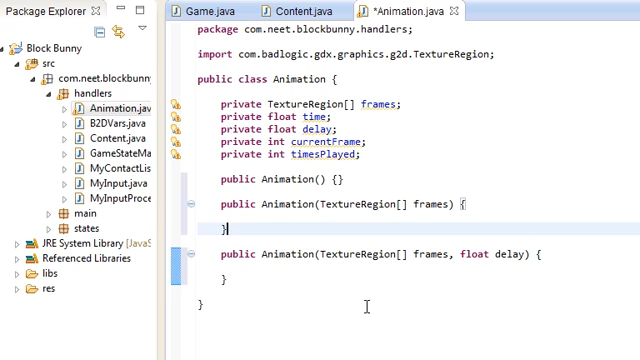 Package Explorer
Block Bunny
src
com.neet.blockbunny
handlers
Animation.jav
B2DVars.java
Content.java
GameStateMa
MyContactLis
MyInput.java
MyInputProce
main
states
JRE System Library [JavaS
Referenced Libraries
libs
res
Game.java
Content.java
*Animation.java
package com.neet.blockbunny.handlers;
import com.badlogic.gdx.graphics.g2d.TextureRegion;
public class Animation {
private TextureRegion[] frames;
private float time;
private float delay;
private int currentFrame;
private int timesPlayed;
public Animation() {}
public Animation(TextureRegion[] frames) {
}
public Animation(TextureRegion[] frames, float delay) {
}
}